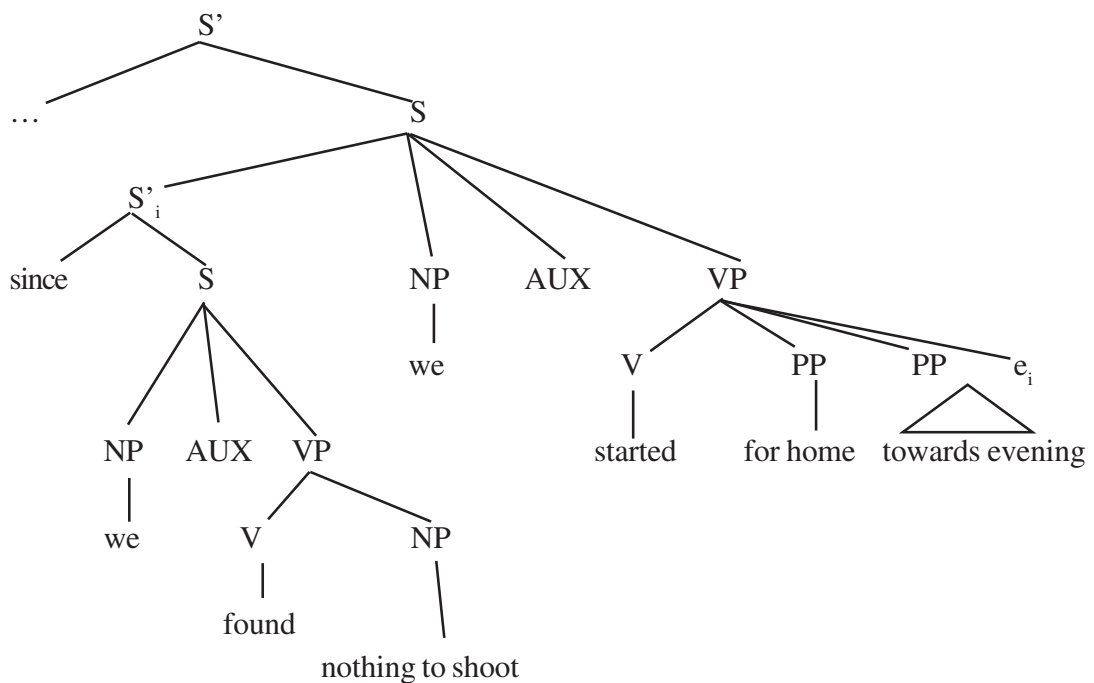 S’
… S
S’i
since S NP AUX VP
we V PP PP ei
NP AUX VP started for home towards evening
we V NP
found
nothing to shoot